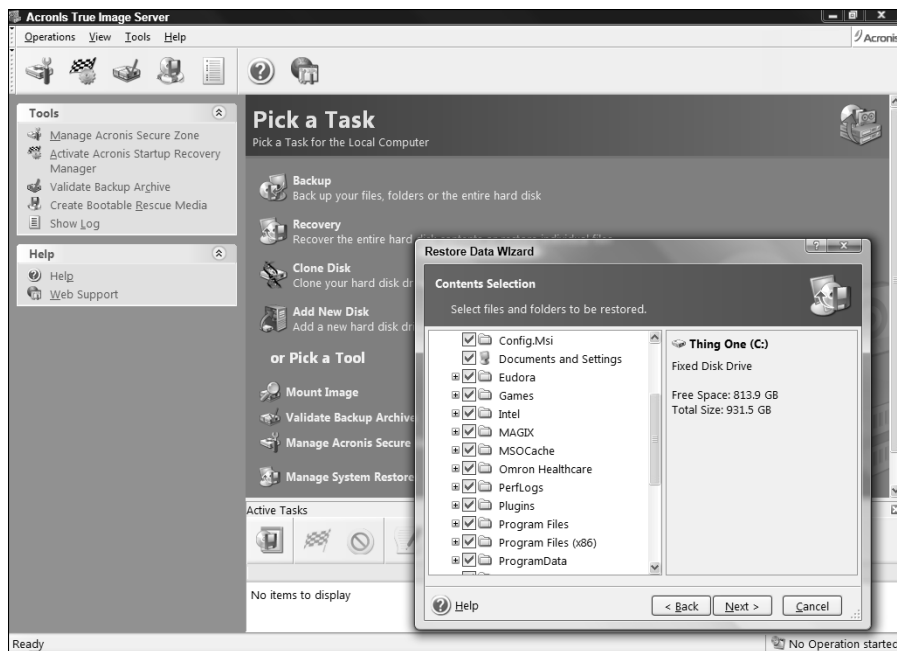 Acronis True Image Server
Operations View Tools Help
Acronis
Tools
Manage Acronis Secure Zone
Activate Acronis Startup Recovery
Manager
Validate Backup Archive
Create Bootable Rescue Media
Show Log
Help
Help
Web Support
Pick a Task
Pick a Task for the Local Computer
Backup
Back up your files, folders or the entire hard disk
Recovery
Recover the entire hard disk contents or restore individual files
Clone Disk
Clone your hard disk dr
Add New Disk
Add a new hard disk dri
or Pick a Tool
Mount Image
Validate Backup Archive
Manage Acronis Secure
Manage System Restore
Active Tasks
No items to display
Restore Data Wizard
Contents Selection
Select files and folders to be restored.
Config.Msi
Documents and Settings
Eudora
Games
Intel
MAGIX
MSOCache
Omron Healthcare
PerfLogs
Plugins
Program Files
Program Files (x86)
ProgramData
Thing One (C:)
Fixed Disk Drive
Free Space: 813.9 GB
Total Size: 931.5 GB
Help
< Back Next > Cancel
Ready
No Operation started